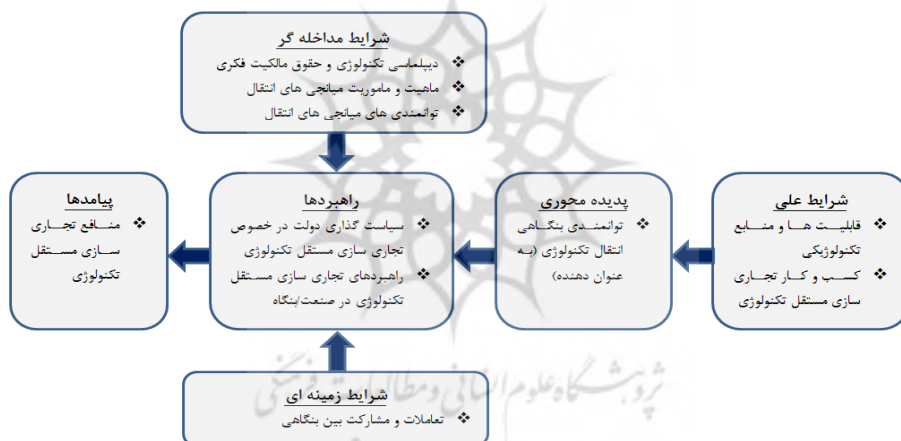 شرایط مداخله گر
❖ دیپلماسی تکنولوژی و حقوق مالکیت فکری
❖ ماهیت و ماموریت میانجی های انتقال
❖ توانمندی های میانجی های انتقال
شرایط علی
❖ قابلیت ها و منابع
تکنولوژیکی
❖ کسب و کار تجاری
سازی مستقل تکنولوژی
پدیده محوری
❖ توانمندی بنگاهی
انتقال تکنولوژی (به
عنوان دهنده)
راهبردها
❖ سیاست گذاری دولت در خصوص
تجاری سازی مستقل تکنولوژی
❖ راهبردهای تجاری سازی مستقل
تکنولوژی در صنعت/بنگاه
پیامدها
❖ منافع تجاری
سازی مستقل
تکنولوژی
شرایط زمینه ای
❖ تعاملات و مشارکت بین بنگاهی
پژوهشگاه علوم انسانی و مطالعات فرهنگی